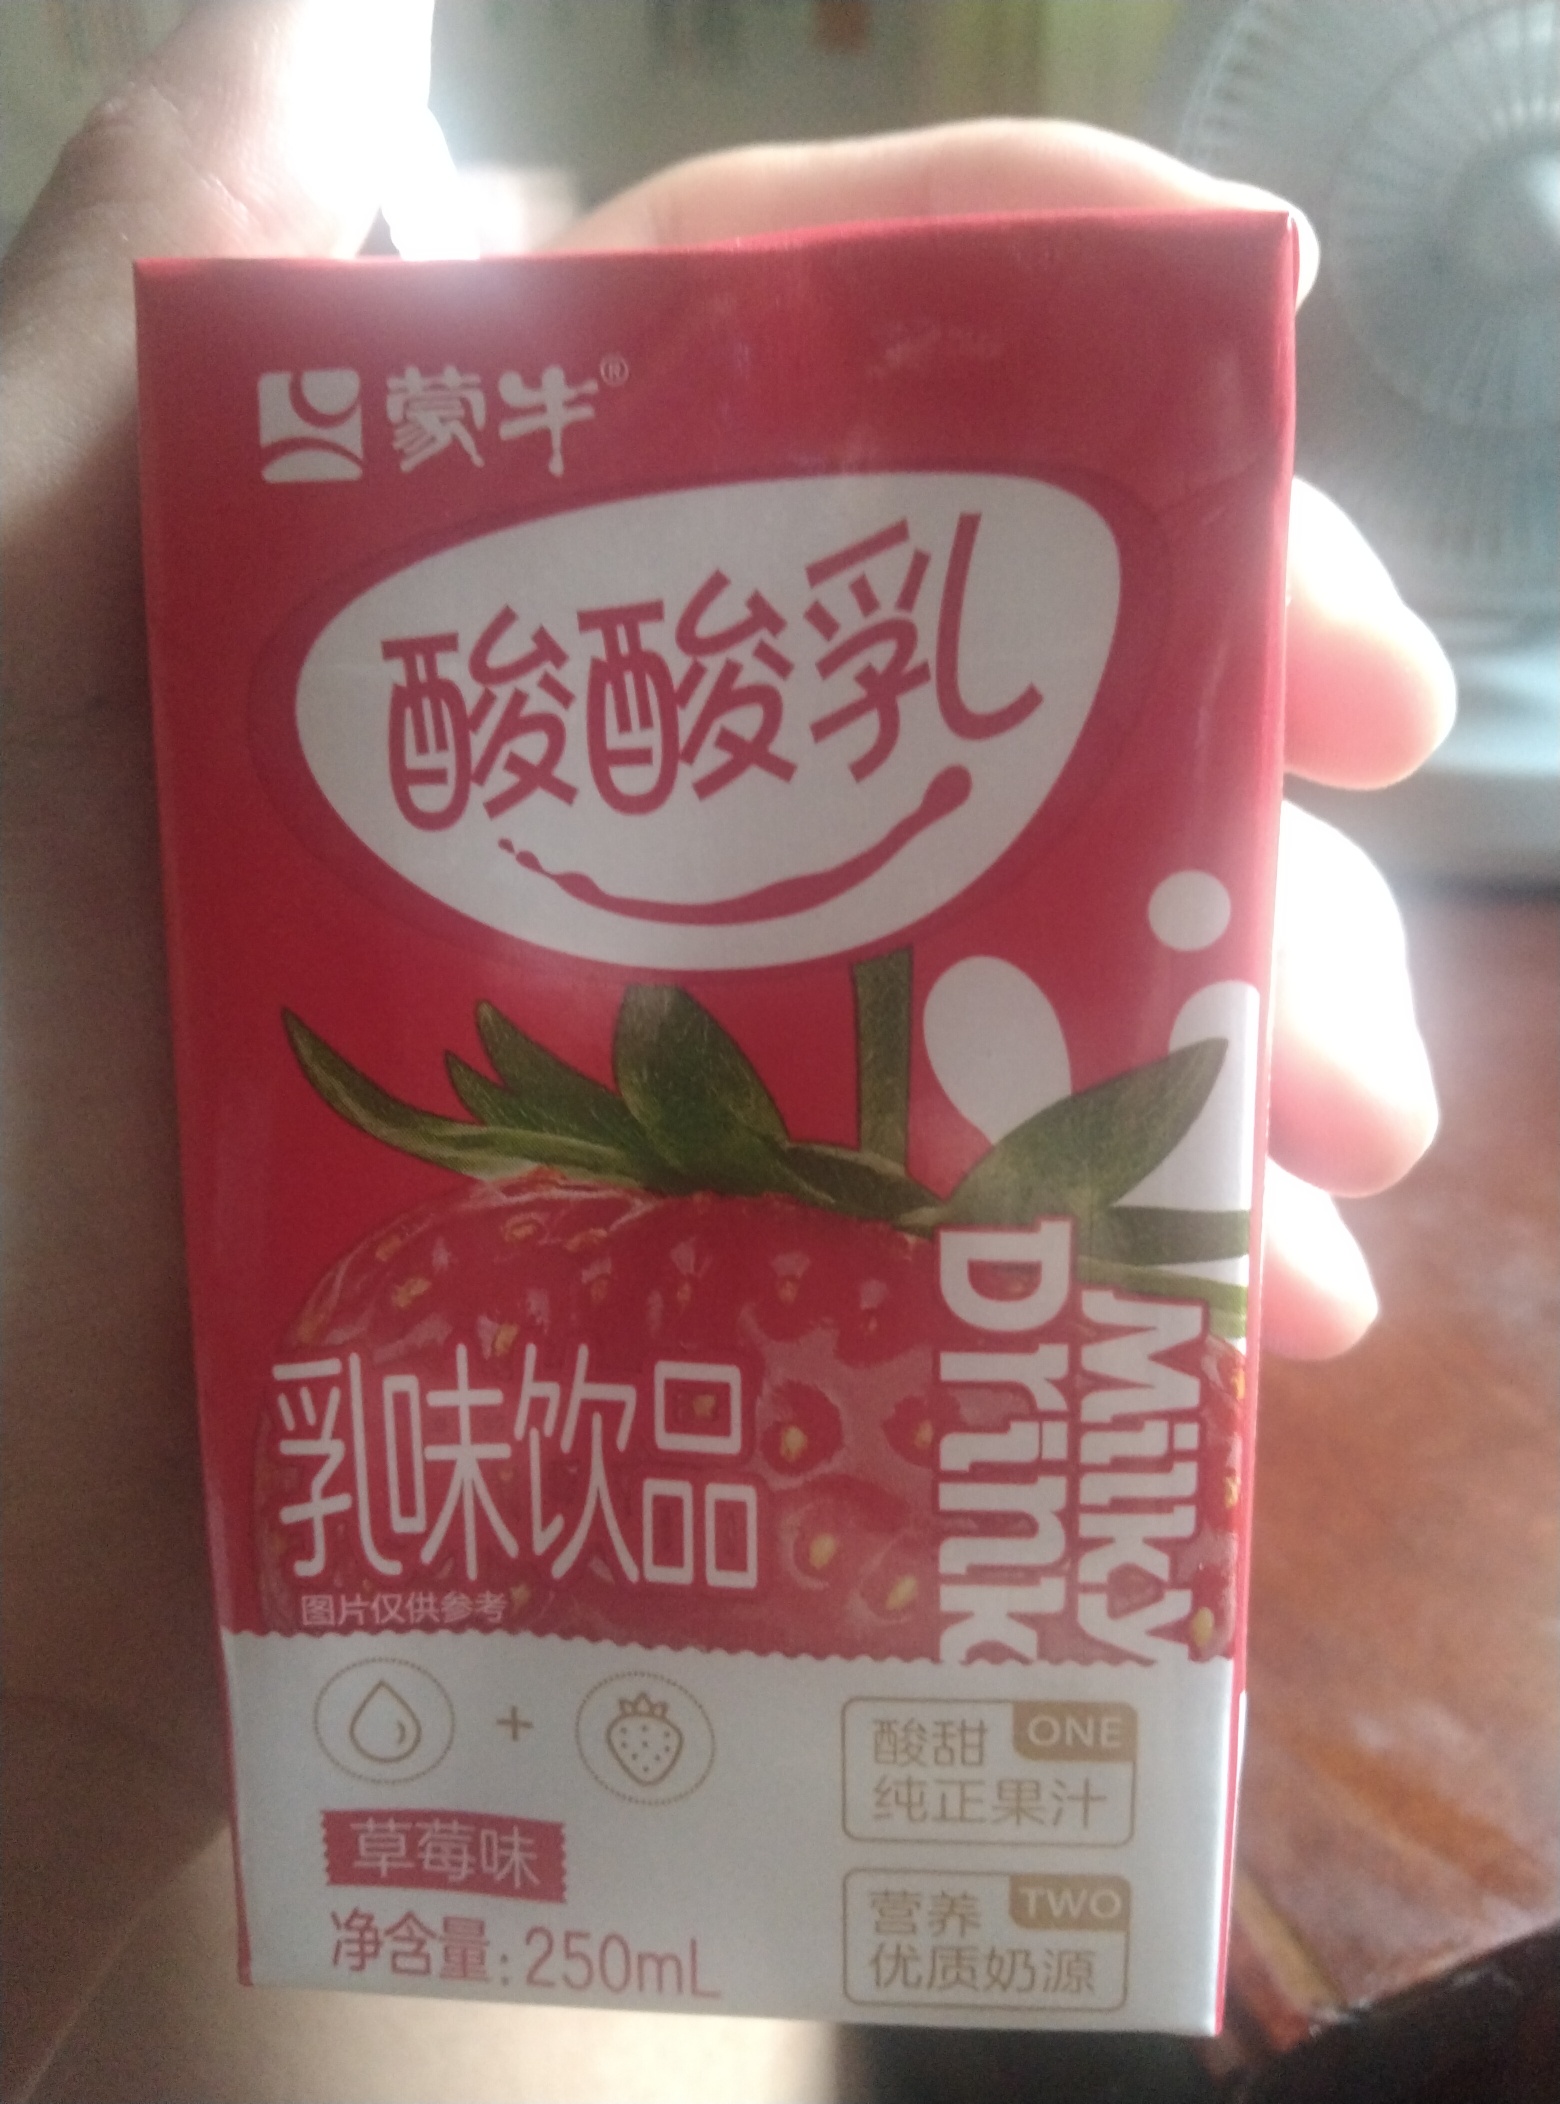 蒙牛®
酸酸乳
Milky
Drink
乳味饮品
图片仅供参考
+
草莓味
净含量:250mL
酸甜 ONE
纯正果汁
营养 TWO
优质奶源